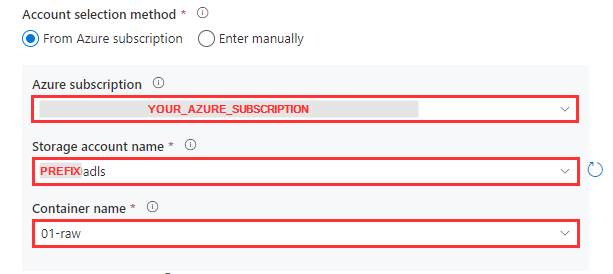 Account selection method *
From Azure subscription Enter manually
Azure subscription
YOUR_AZURE_SUBSCRIPTION
Storage account name *
PREFIX adls
Container name *
01-raw